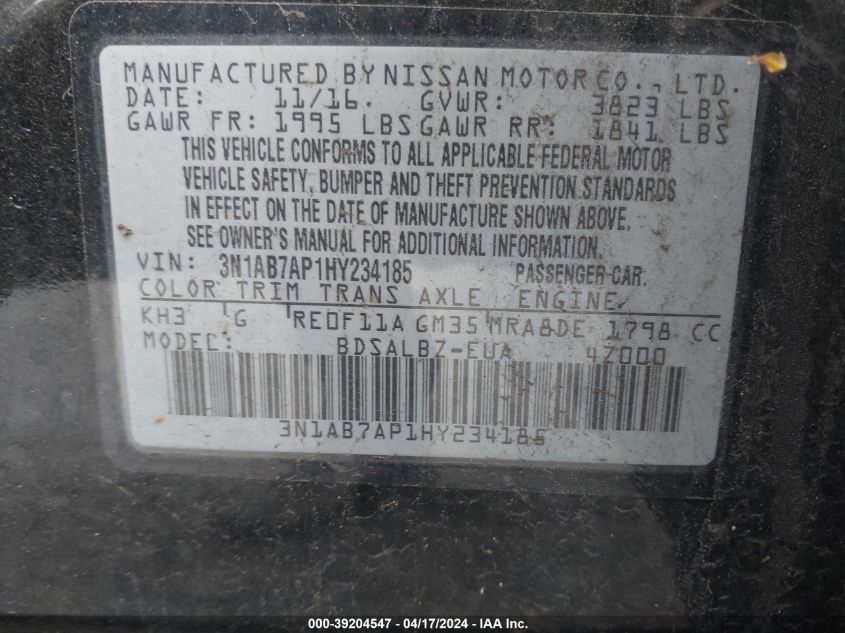 MANUFACTURED BY NISSAN MOTOR CO., LTD.
DATE: 11/16. GVWR: 3823 LBS
GAWR FR: 1995 LBS GAWR RR: 1841 LBS
THIS VEHICLE CONFORMS TO ALL APPLICABLE FEDERAL MOTOR
VEHICLE SAFETY, BUMPER AND THEFT PREVENTION STANDARDS
IN EFFECT ON THE DATE OF MANUFACTURE SHOWN ABOVE.
SEE OWNER'S MANUAL FOR ADDITIONAL INFORMATION.
VIN: 3N1AB7AP1HY234185 PASSENGER CAR.
COLOR TRIM TRANS AXLE ENGINE
KH3 G RE0F11A GM35 MRA8DE 1798 CC
MODEL: BDSALBZ-EUA 4Z000
3N1AB7AP1HY234185
000-39204547 - 04/17/2024 - IAA Inc.